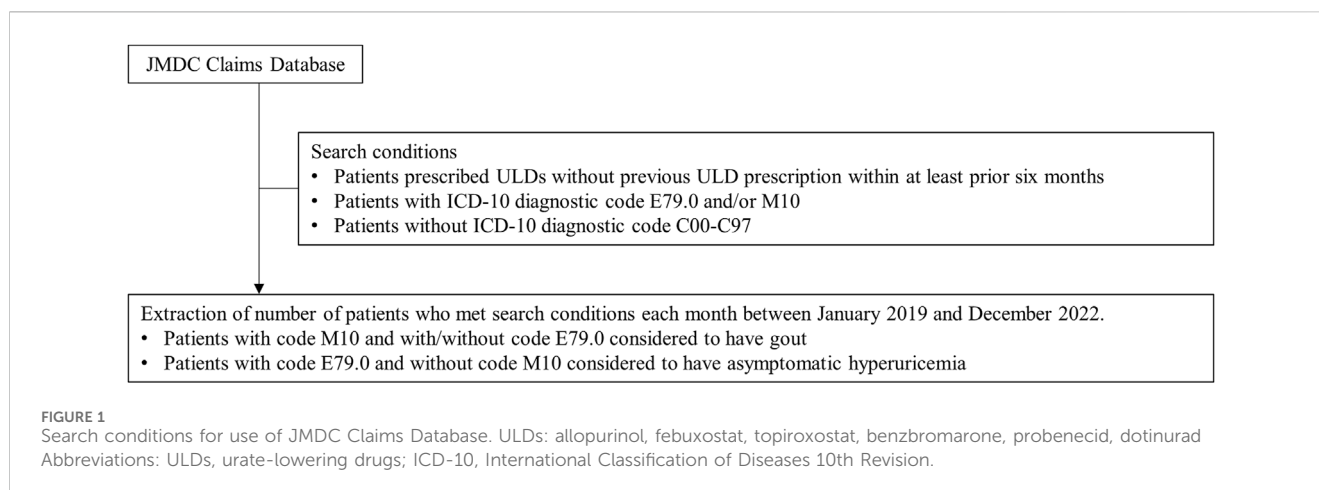 JMDC Claims Database
Search conditions
• Patients prescribed ULDs without previous ULD prescription within at least prior six months
• Patients with ICD-10 diagnostic code E79.0 and/or M10
• Patients without ICD-10 diagnostic code C00-C97
Extraction of number of patients who met search conditions each month between January 2019 and December 2022.
• Patients with code M10 and with/without code E79.0 considered to have gout
• Patients with code E79.0 and without code M10 considered to have asymptomatic hyperuricemia
FIGURE 1
Search conditions for use of JMDC Claims Database. ULDs: allopurinol, febuxostat, topiroxostat, benzbromarone, probenecid, dotinurad
Abbreviations: ULDs, urate-lowering drugs; ICD-10, International Classification of Diseases 10th Revision.